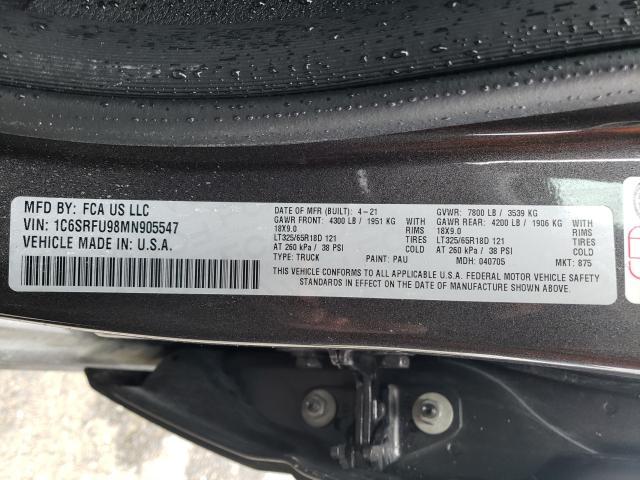 MFD BY: FCA US LLC
VIN: 1C6SRFU98MN905547
VEHICLE MADE IN: U.S.A.
DATE OF MFR (BUILT): 4-21 GVWR: 7800 LB / 3539 KG
GAWR FRONT: 4300 LB / 1951 KG GAWR REAR: 4200 LB / 1906 KG
18X9.0 RIMS 18X9.0 RIMS
LT325/65R18D 121 TIRES LT325/65R18D 121 TIRES
AT 260 kPa / 38 PSI COLD AT 260 kPa / 38 PSI COLD
TYPE: TRUCK PAINT: PAU MDH: 040705 MKT: 875
THIS VEHICLE CONFORMS TO ALL APPLICABLE U.S.A. FEDERAL MOTOR VEHICLE SAFETY
STANDARDS IN EFFECT ON THE DATE OF MANUFACTURE SHOWN ABOVE.